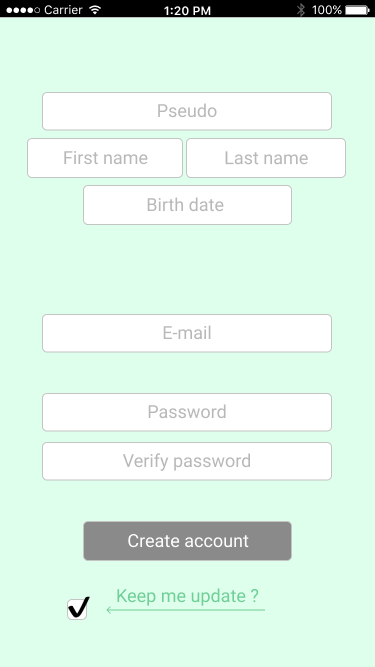 Carrier 1:20 PM 100%
Pseudo
First name Last name
Birth date
E-mail
Password
Verify password
Create account
Keep me update ?